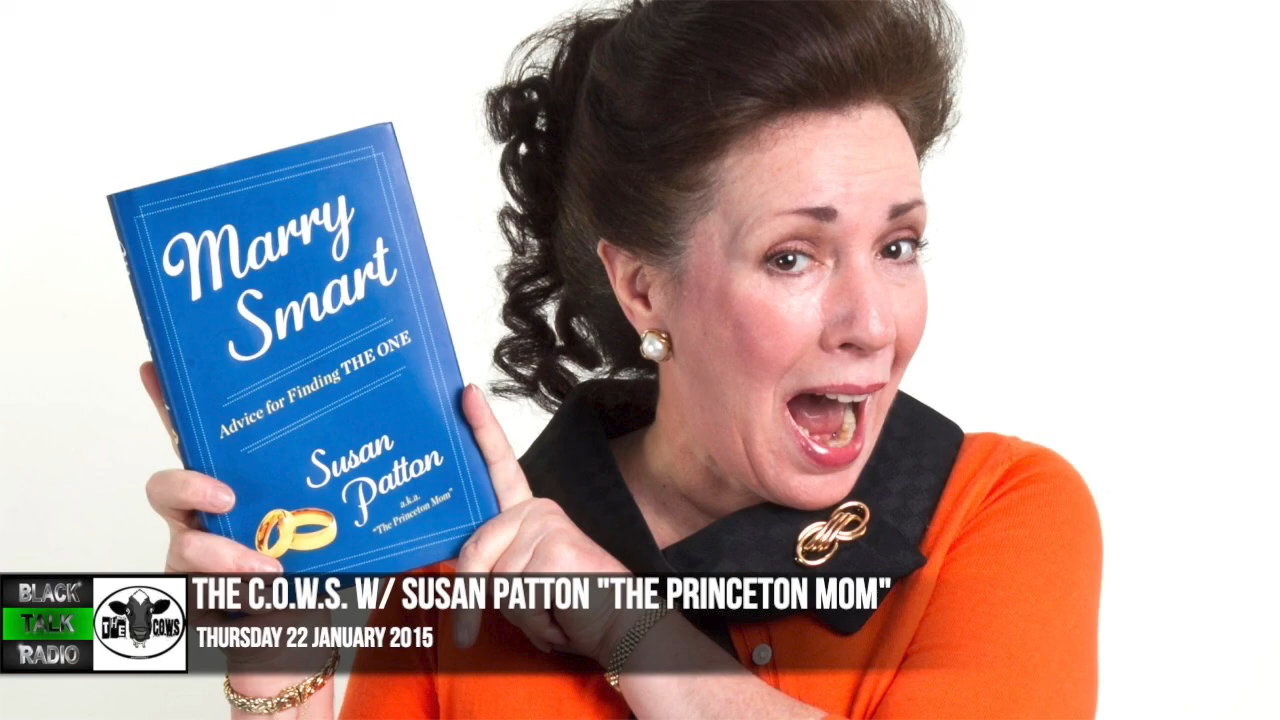 Marry
Smart
Advice for Finding THE ONE
Susan
Patton
a.k.a.
"The Princeton Mom"
BLACK
TALK
RADIO
THE
C.O.W.S
THE C.O.W.S. W/ SUSAN PATTON "THE PRINCETON MOM"
THURSDAY 22 JANUARY 2015